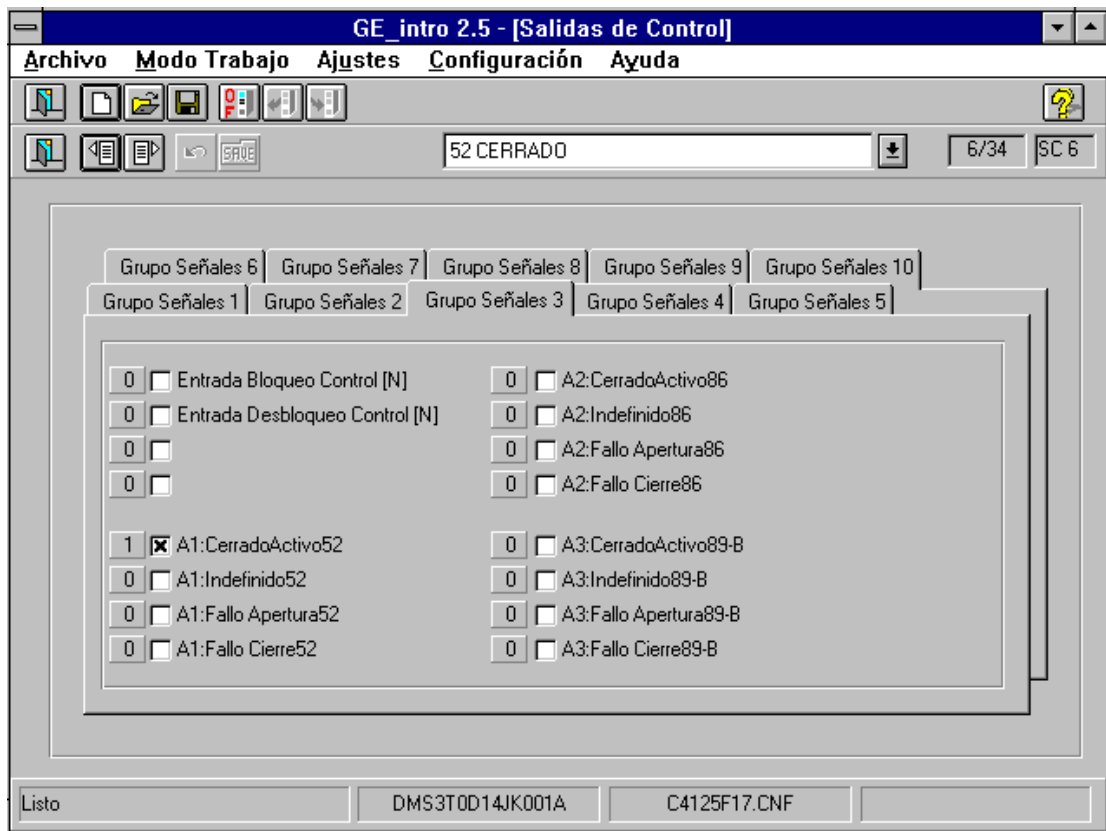 GE_intro 2.5 - [Salidas de Control]
Archivo Modo Trabajo Ajustes Configuración Ayuda
O
F
SAVE 52 CERRADO 6/34 SC 6
Grupo Señales 6 Grupo Señales 7 Grupo Señales 8 Grupo Señales 9 Grupo Señales 10
Grupo Señales 1 Grupo Señales 2 Grupo Señales 3 Grupo Señales 4 Grupo Señales 5
0 Entrada Bloqueo Control [N]
0 Entrada Desbloqueo Control [N]
0
0
1 A1:CerradoActivo52
0 A1:Indefinido52
0 A1:Fallo Apertura52
0 A1:Fallo Cierre52
0 A2:CerradoActivo86
0 A2:Indefinido86
0 A2:Fallo Apertura86
0 A2:Fallo Cierre86
0 A3:CerradoActivo89-B
0 A3:Indefinido89-B
0 A3:Fallo Apertura89-B
0 A3:Fallo Cierre89-B
Listo DMS3T0D14JK001A C4125F17.CNF